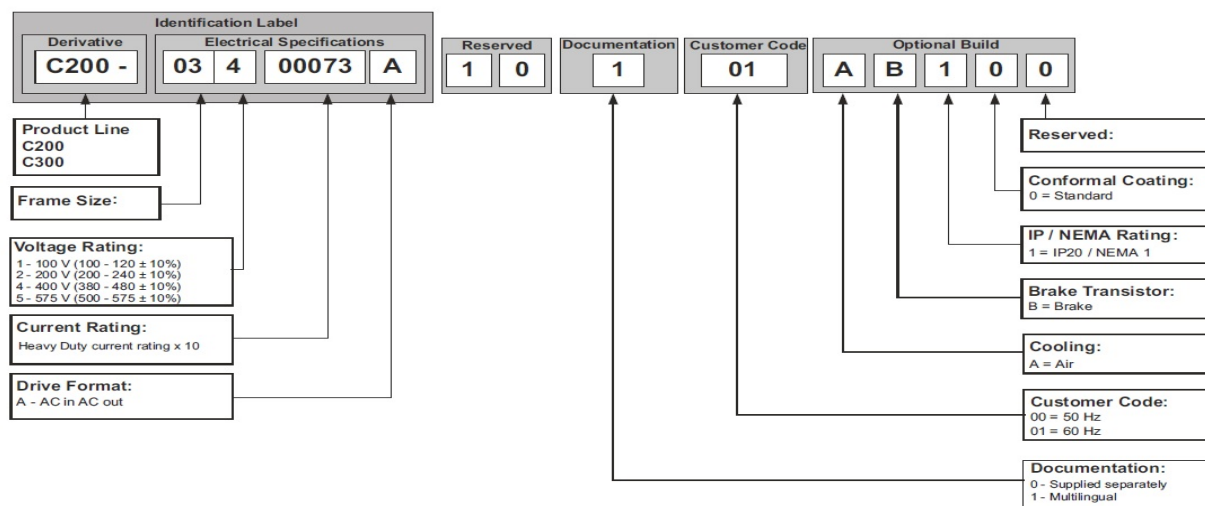 Identification Label
Derivative Electrical Specifications Reserved Documentation Customer Code Optional Build
C200 - 03 4 00073 A 1 0 1 01 A B 1 0 0
Product Line
C200
C300
Frame Size:
Voltage Rating:
1 - 100 V (100 - 120 ± 10%)
2 - 200 V (200 - 240 ± 10%)
4 - 400 V (380 - 480 ± 10%)
5 - 575 V (500 - 575 ± 10%)
Current Rating:
Heavy Duty current rating x 10
Drive Format:
A - AC in AC out
Reserved:
Conformal Coating:
0 = Standard
IP / NEMA Rating:
1 = IP20 / NEMA 1
Brake Transistor:
B = Brake
Cooling:
A = Air
Customer Code:
00 = 50 Hz
01 = 60 Hz
Documentation:
0 - Supplied separately
1 - Multilingual